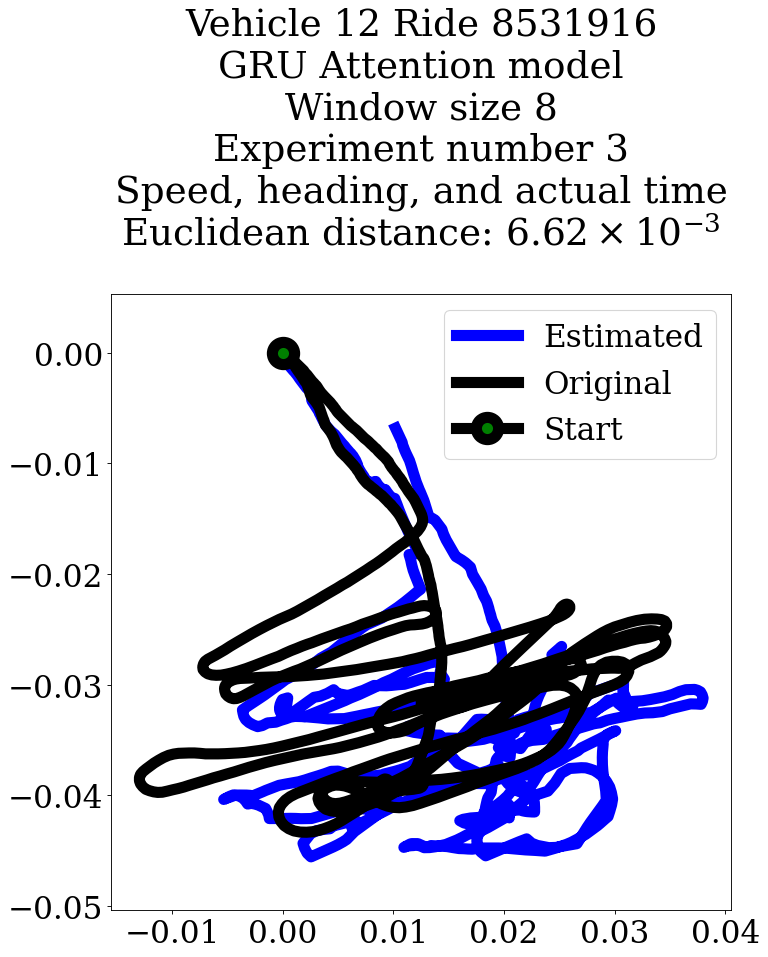 Vehicle 12 Ride 8531916
GRU Attention model
Window size 8
Experiment number 3
Speed, heading, and actual time
Euclidean distance: 6.62 × 10⁻³
Estimated
Original
Start
0.00
−0.01
−0.02
−0.03
−0.04
−0.05
−0.01 0.00 0.01 0.02 0.03 0.04